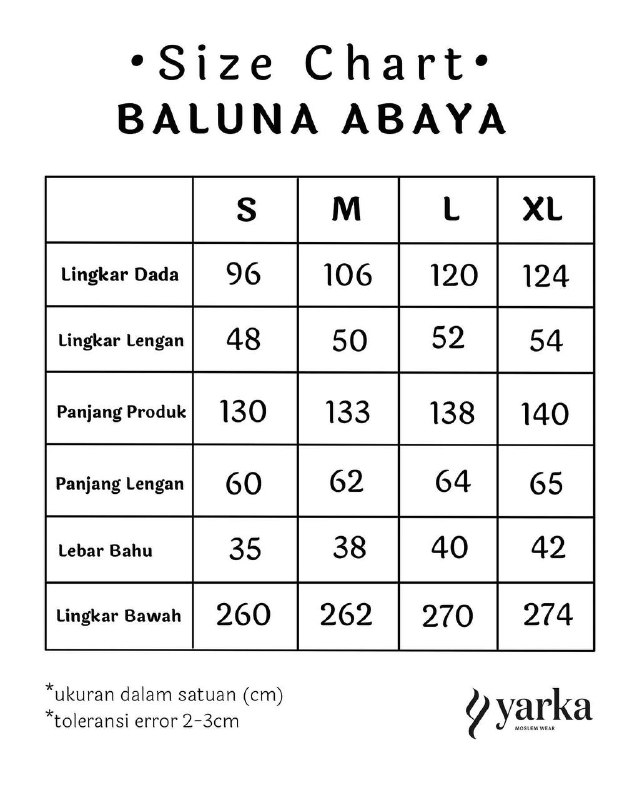 •Size Chart•
BALUNA ABAYA
S M L XL
Lingkar Dada 96 106 120 124
Lingkar Lengan 48 50 52 54
Panjang Produk 130 133 138 140
Panjang Lengan 60 62 64 65
Lebar Bahu 35 38 40 42
Lingkar Bawah 260 262 270 274
*ukuran dalam satuan (cm)
*toleransi error 2-3cm
yarka
MOSLEM WEAR